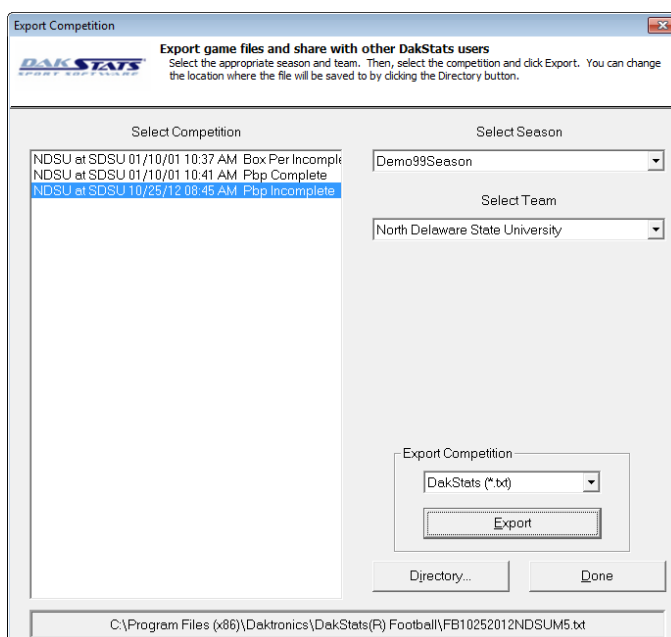 Export Competition
DAKSTATS
SPORT SOFTWARE
Export game files and share with other DakStats users
Select the appropriate season and team. Then, select the competition and click Export. You can change
the location where the file will be saved to by clicking the Directory button.
Select Competition
NDSU at SDSU 01/10/01 10:37 AM Box Per Incomple
NDSU at SDSU 01/10/01 10:41 AM Pbp Complete
NDSU at SDSU 10/25/12 08:45 AM Pbp Incomplete
Select Season
Demo99Season
Select Team
North Delaware State University
Export Competition
DakStats (*.txt)
Export
Directory...
Done
C:\Program Files (x86)\Daktronics\DakStats(R) Football\FB10252012NDSUM5.txt